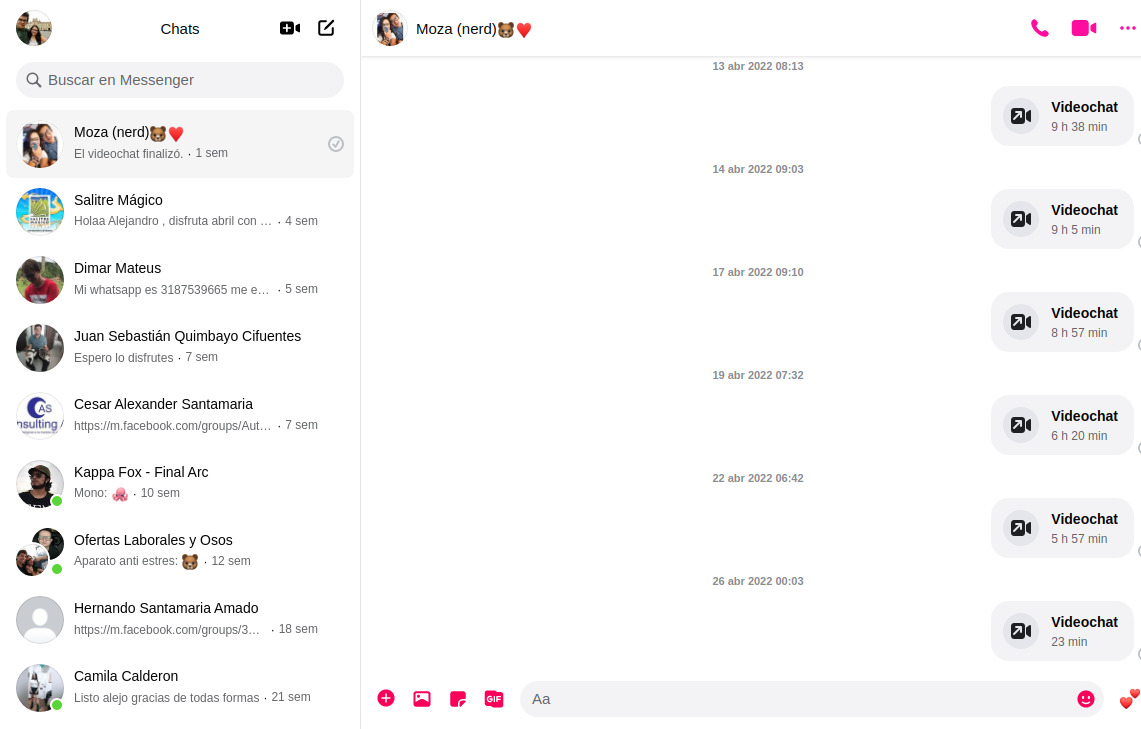 Chats
Buscar en Messenger
Moza (nerd)🐻❤️
El videochat finalizó. · 1 sem
Salitre Mágico
Holaa Alejandro , disfruta abril con … · 4 sem
Dimar Mateus
Mi whatsapp es 3187539665 me e… · 5 sem
Juan Sebastián Quimbayo Cifuentes
Espero lo disfrutes · 7 sem
Cesar Alexander Santamaria
https://m.facebook.com/groups/Aut… · 7 sem
Kappa Fox - Final Arc
Mono: 🐙 · 10 sem
Ofertas Laborales y Osos
Aparato anti estres: 🐻 · 12 sem
Hernando Santamaria Amado
https://m.facebook.com/groups/3… · 18 sem
Camila Calderon
Listo alejo gracias de todas formas · 21 sem
Moza (nerd)🐻❤️
13 abr 2022 08:13
Videochat
9 h 38 min
14 abr 2022 09:03
Videochat
9 h 5 min
17 abr 2022 09:10
Videochat
8 h 57 min
19 abr 2022 07:32
Videochat
6 h 20 min
22 abr 2022 06:42
Videochat
5 h 57 min
26 abr 2022 00:03
Videochat
23 min
GIF
Aa